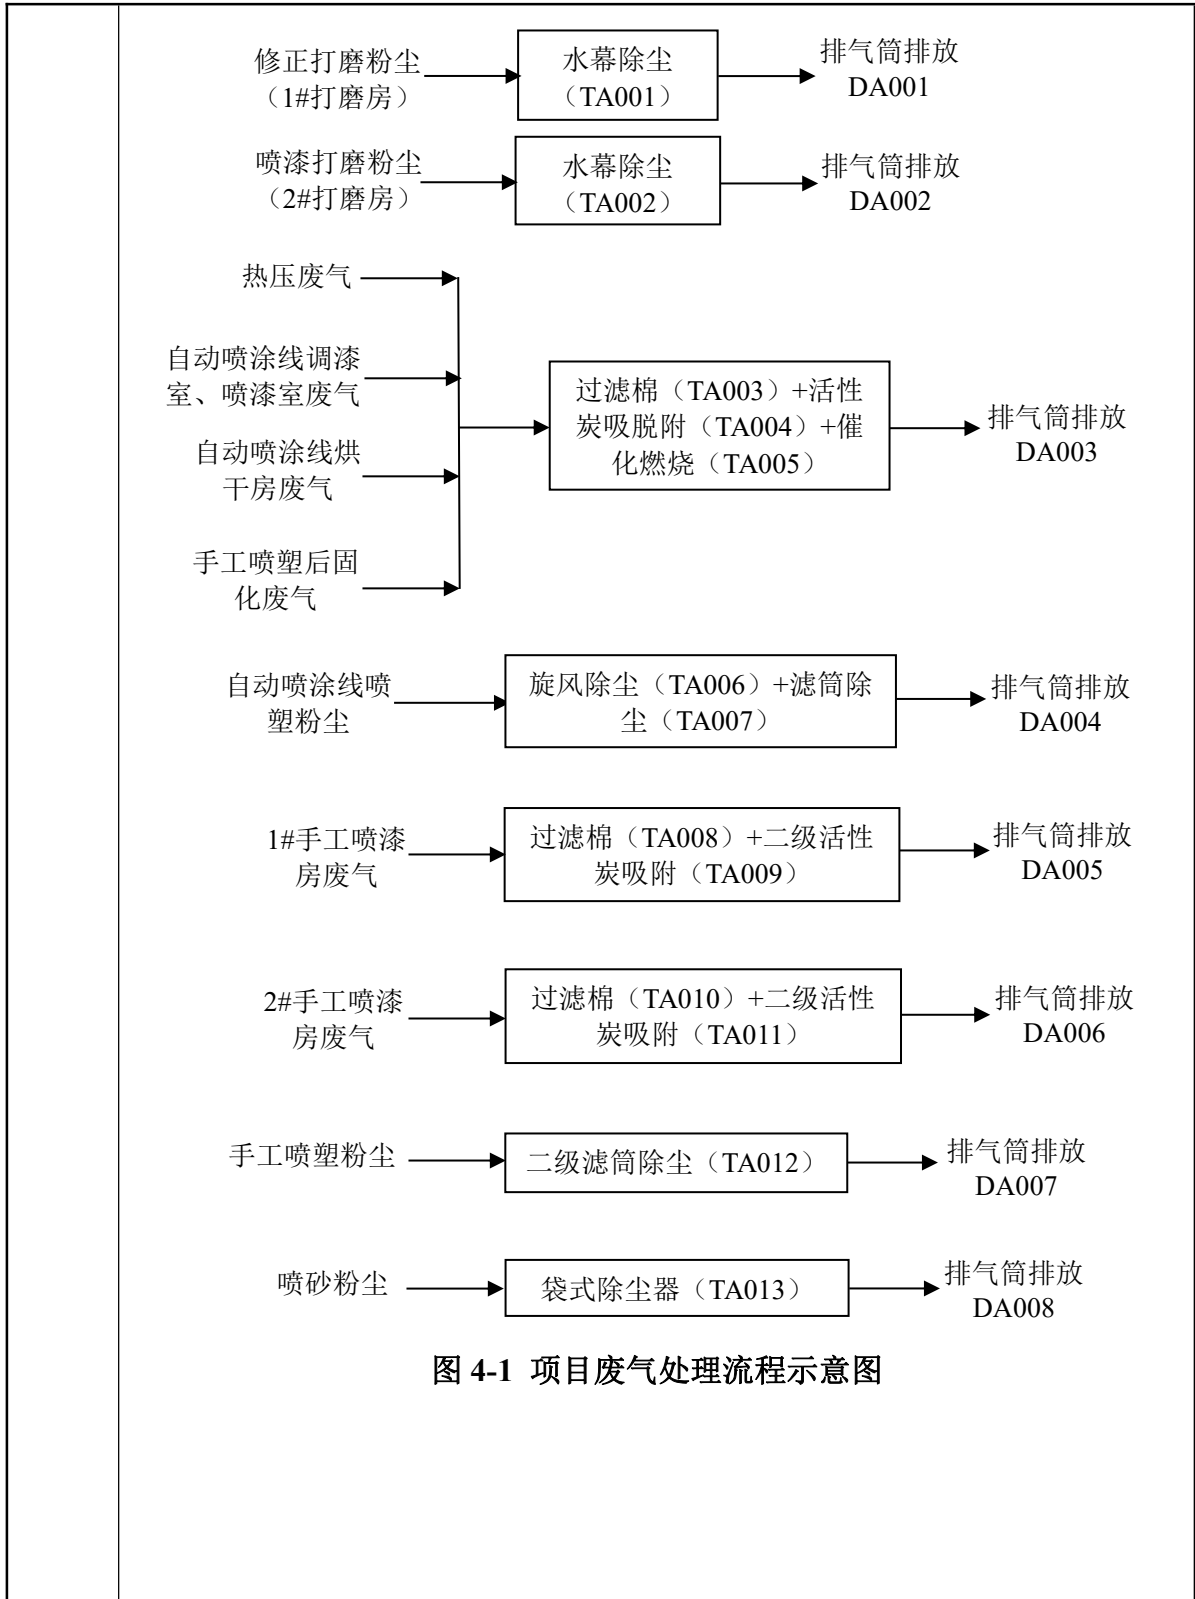 修正打磨粉尘
（1#打磨房）
水幕除尘
（TA001）
排气筒排放
DA001
喷漆打磨粉尘
（2#打磨房）
水幕除尘
（TA002）
排气筒排放
DA002
热压废气
自动喷涂线调漆
室、喷漆室废气
自动喷涂线烘
干房废气
手工喷塑后固
化废气
过滤棉（TA003）+活性
炭吸脱附（TA004）+催
化燃烧（TA005）
排气筒排放
DA003
自动喷涂线喷
塑粉尘
旋风除尘（TA006）+滤筒除
尘（TA007）
排气筒排放
DA004
1#手工喷漆
房废气
过滤棉（TA008）+二级活性
炭吸附（TA009）
排气筒排放
DA005
2#手工喷漆
房废气
过滤棉（TA010）+二级活性
炭吸附（TA011）
排气筒排放
DA006
手工喷塑粉尘
二级滤筒除尘（TA012）
排气筒排放
DA007
喷砂粉尘
袋式除尘器（TA013）
排气筒排放
DA008
图 4-1 项目废气处理流程示意图